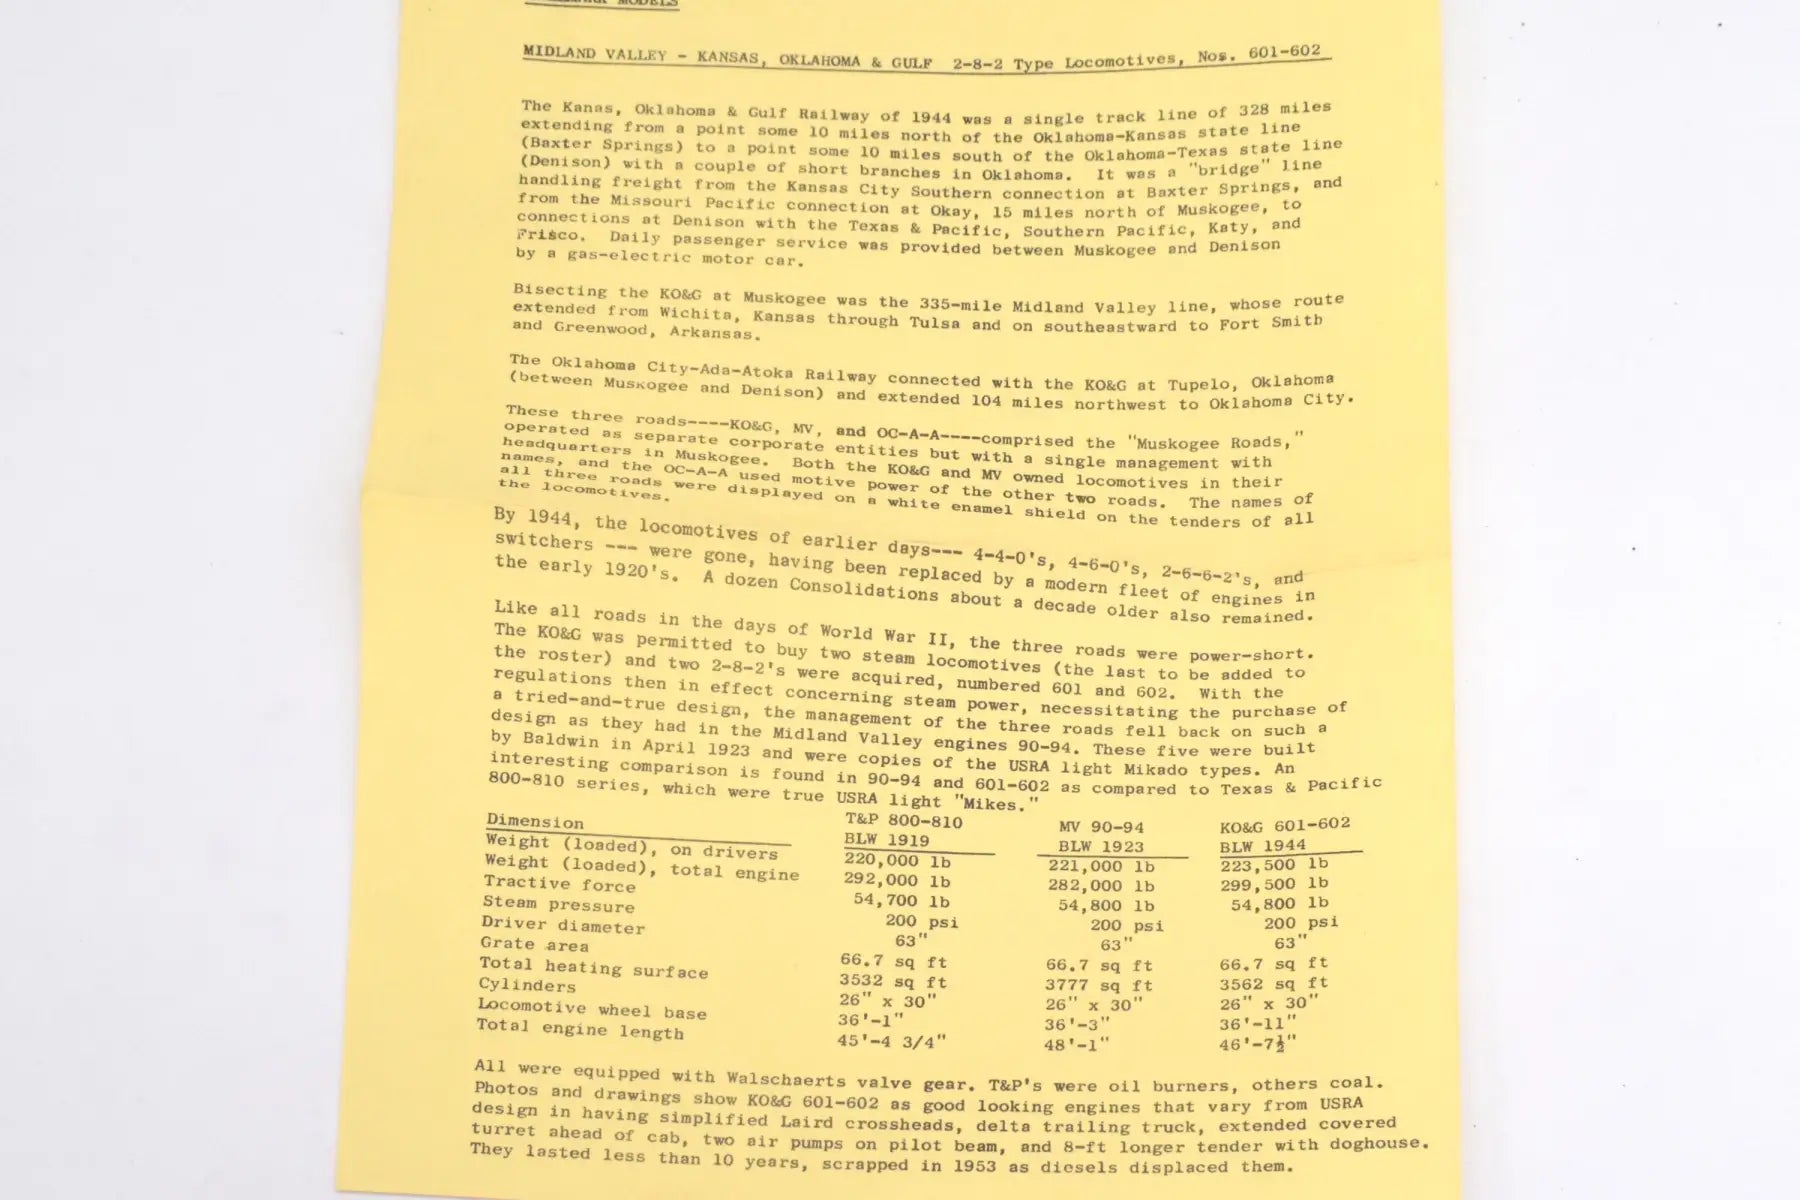 MODELS
MIDLAND VALLEY - KANSAS, OKLAHOMA & GULF 2-8-2 Type Locomotives, Nos. 601-602
The Kanas, Oklahoma & Gulf Railway of 1944 was a single track line of 328 miles
extending from a point some 10 miles north of the Oklahoma-Kansas state line
(Baxter Springs) to a point some 10 miles south of the Oklahoma-Texas state line
(Denison) with a couple of short branches in Oklahoma. It was a "bridge" line
handling freight from the Kansas City Southern connection at Baxter Springs, and
from the Missouri Pacific connection at Okay, 15 miles north of Muskogee, to
connections at Denison with the Texas & Pacific, Southern Pacific, Katy, and
Frisco. Daily passenger service was provided between Muskogee and Denison
by a gas-electric motor car.
Bisecting the KO&G at Muskogee was the 335-mile Midland Valley line, whose route
extended from Wichita, Kansas through Tulsa and on southeastward to Fort Smith
and Greenwood, Arkansas.
The Oklahoma City-Ada-Atoka Railway connected with the KO&G at Tupelo, Oklahoma
(between Muskogee and Denison) and extended 104 miles northwest to Oklahoma City.
These three roads----KO&G, MV, and OC-A-A----comprised the "Muskogee Roads,"
operated as separate corporate entities but with a single management with
headquarters in Muskogee. Both the KO&G and MV owned locomotives in their
names, and the OC-A-A used motive power of the other two roads. The names of
all three roads were displayed on a white enamel shield on the tenders of all
the locomotives.
By 1944, the locomotives of earlier days--- 4-4-0's, 4-6-0's, 2-6-6-2's, and
switchers --- were gone, having been replaced by a modern fleet of engines in
the early 1920's. A dozen Consolidations about a decade older also remained.
Like all roads in the days of World War II, the three roads were power-short.
The KO&G was permitted to buy two steam locomotives (the last to be added to
the roster) and two 2-8-2's were acquired, numbered 601 and 602. With the
regulations then in effect concerning steam power, necessitating the purchase of
a tried-and-true design, the management of the three roads fell back on such a
design as they had in the Midland Valley engines 90-94. These five were built
by Baldwin in April 1923 and were copies of the USRA light Mikado types. An
interesting comparison is found in 90-94 and 601-602 as compared to Texas & Pacific
800-810 series, which were true USRA light "Mikes."
Dimension T&P 800-810 MV 90-94 KO&G 601-602
BLW 1919 BLW 1923 BLW 1944
Weight (loaded), on drivers 220,000 lb 221,000 lb 223,500 lb
Weight (loaded), total engine 292,000 lb 282,000 lb 299,500 lb
Tractive force 54,700 lb 54,800 lb 54,800 lb
Steam pressure 200 psi 200 psi 200 psi
Driver diameter 63" 63" 63"
Grate area 66.7 sq ft 66.7 sq ft 66.7 sq ft
Total heating surface 3532 sq ft 3777 sq ft 3562 sq ft
Cylinders 26" x 30" 26" x 30" 26" x 30"
Locomotive wheel base 36'-1" 36'-3" 36'-11"
Total engine length 45'-4 3/4" 48'-1" 46'-7½"
All were equipped with Walschaerts valve gear. T&P's were oil burners, others coal.
Photos and drawings show KO&G 601-602 as good looking engines that vary from USRA
design in having simplified Laird crossheads, delta trailing truck, extended covered
turret ahead of cab, two air pumps on pilot beam, and 8-ft longer tender with doghouse.
They lasted less than 10 years, scrapped in 1953 as diesels displaced them.